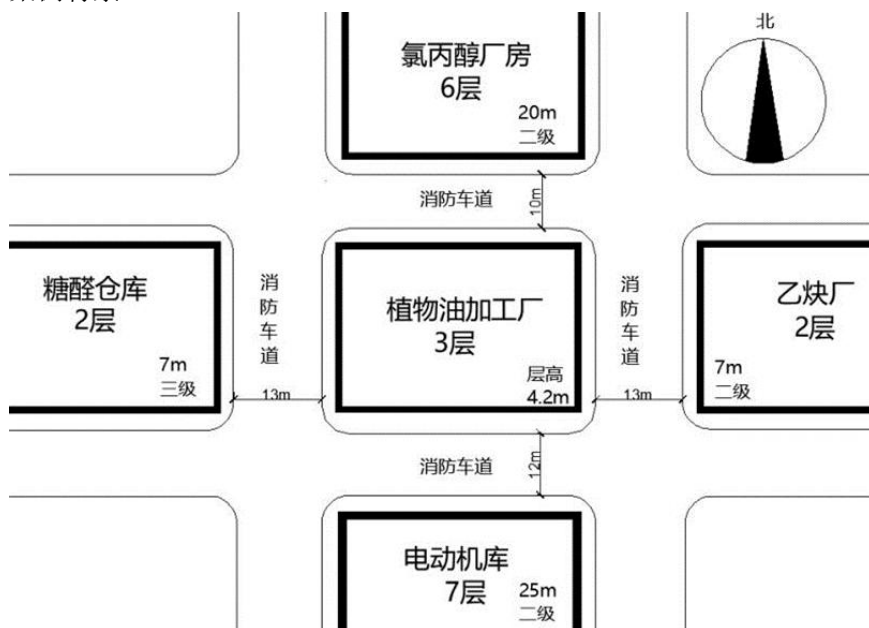 北
氯丙醇厂房
6层
20m
二级
消防车道
10m
糖醛仓库
2层
7m
三级
消防车道
13m
植物油加工厂
3层
层高
4.2m
消防车道
13m
乙炔厂
2层
7m
二级
消防车道
12m
电动机库
7层
25m
二级